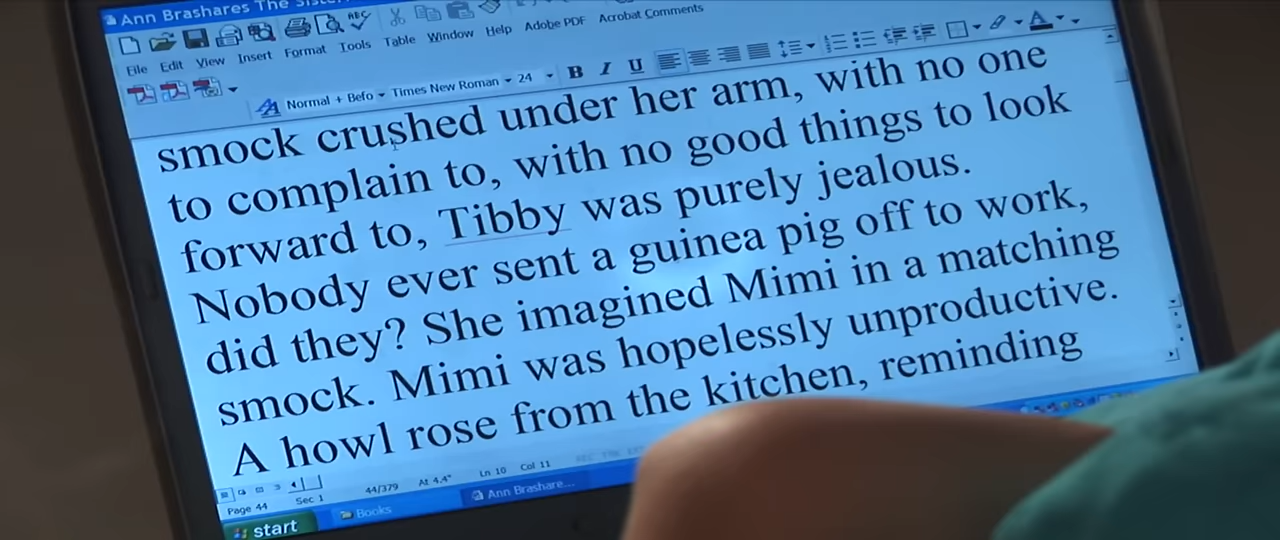 Ann Brashares The Sister
File Edit View Insert Format Tools Table Window Help Adobe PDF Acrobat Comments
Normal + Befo Times New Roman 24 B I U
smock crushed under her arm, with no one
to complain to, with no good things to look
forward to, Tibby was purely jealous.
Nobody ever sent a guinea pig off to work,
did they? She imagined Mimi in a matching
smock. Mimi was hopelessly unproductive.
A howl rose from the kitchen, reminding
Page 44 Sec 1 44/379 At 4.4" Ln 10 Col 11
start Books Ann Brashare...